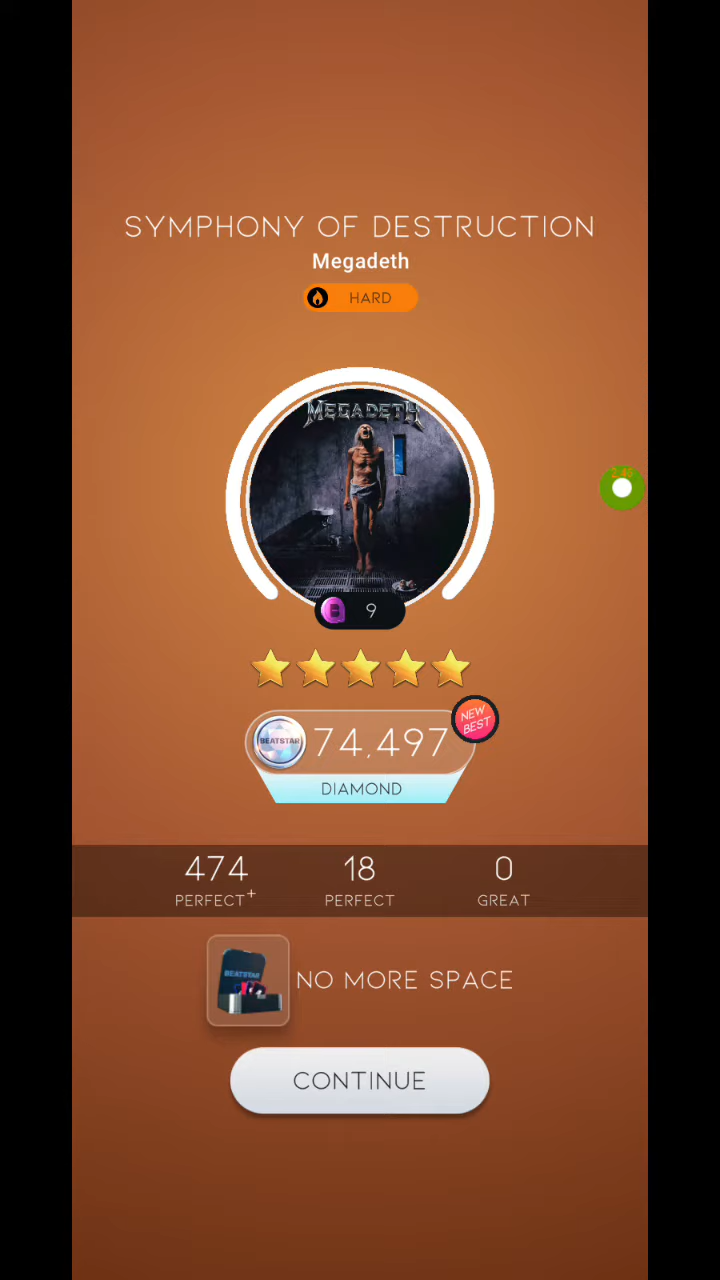 SYMPHONY OF DESTRUCTION
Megadeth
HARD
MEGADETH
9
BEATSTAR 74,497
NEW BEST
DIAMOND
474 18 0
PERFECT+ PERFECT GREAT
BEATSTAR
NO MORE SPACE
CONTINUE